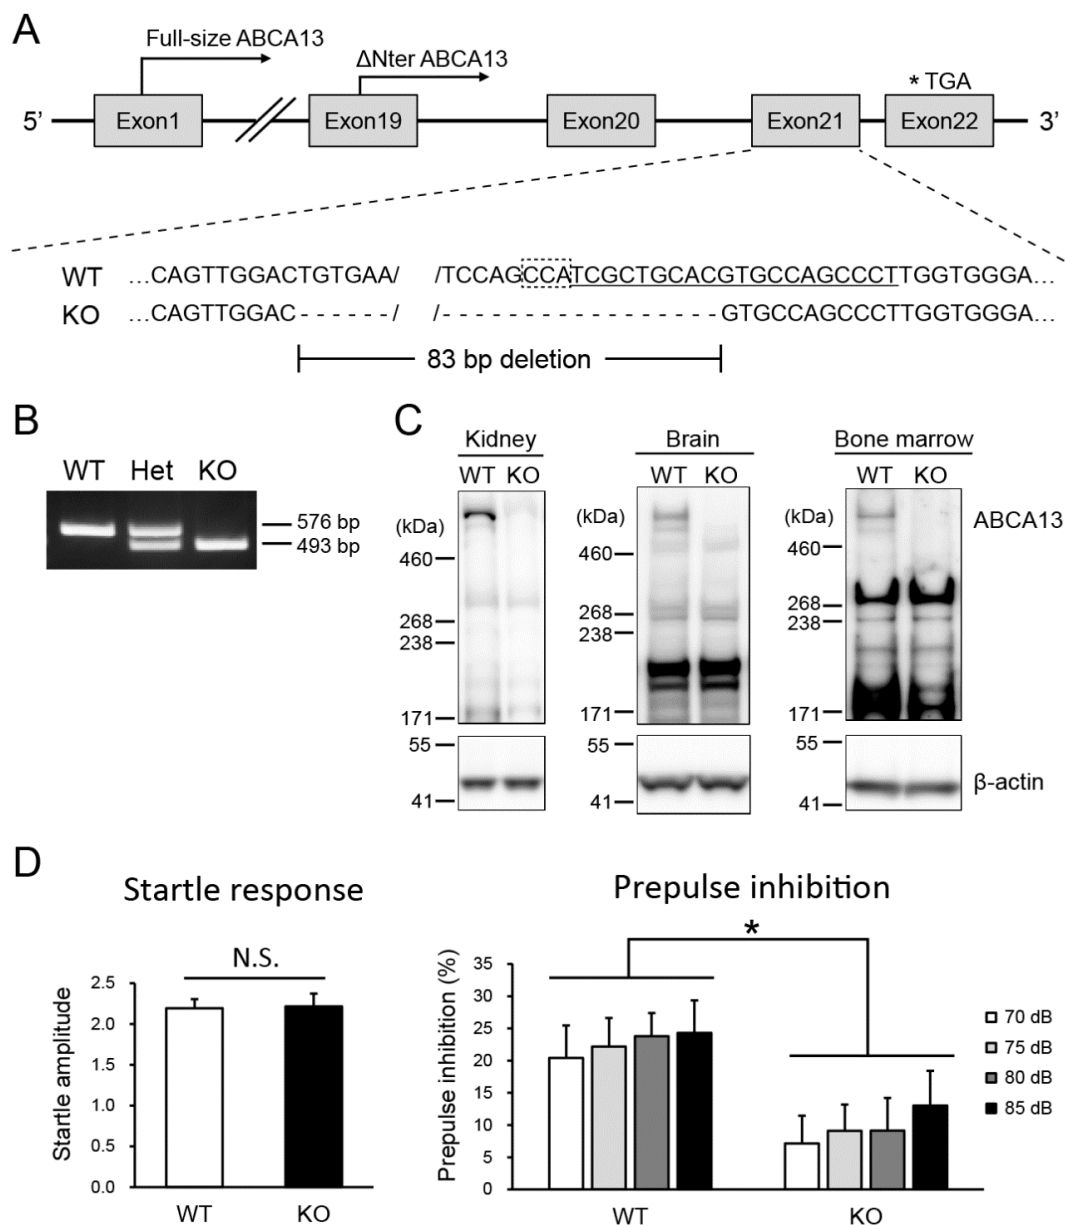 A
Full-size ABCA13
ΔNter ABCA13
* TGA
5’ Exon1 Exon19 Exon20 Exon21 Exon22 3’
WT ...CAGTTGGACTGTGAA/ /TCCAGCCATCGCTGCACGTGCCAGCCCTTGGTGGGA...
KO ...CAGTTGGAC------/ /-----------------GTGCCAGCCCTTGGTGGGA...
83 bp deletion
B
WT Het KO
576 bp
493 bp
C
Kidney Brain Bone marrow
WT KO WT KO WT KO
(kDa) (kDa) (kDa) ABCA13
460 460 460
268 268 268
238 238 238
171 171 171
55 55 55
β-actin
41 41 41
D
Startle response
N.S.
Startle amplitude
2.5
2.0
1.5
1.0
0.5
0.0
WT KO
Prepulse inhibition
*
Prepulse inhibition (%)
35
30
25
20
15
10
5
0
WT KO
70 dB
75 dB
80 dB
85 dB